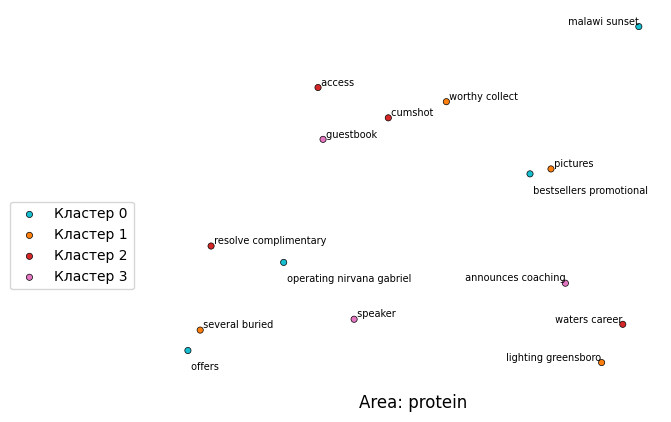 malawi sunset
access
worthy collect
cumshot
guestbook
pictures
bestsellers promotional
Кластер 0
Кластер 1
Кластер 2
Кластер 3
resolve complimentary
operating nirvana gabriel
announces coaching
speaker
waters career
several buried
lighting greensboro
offers
Area: protein